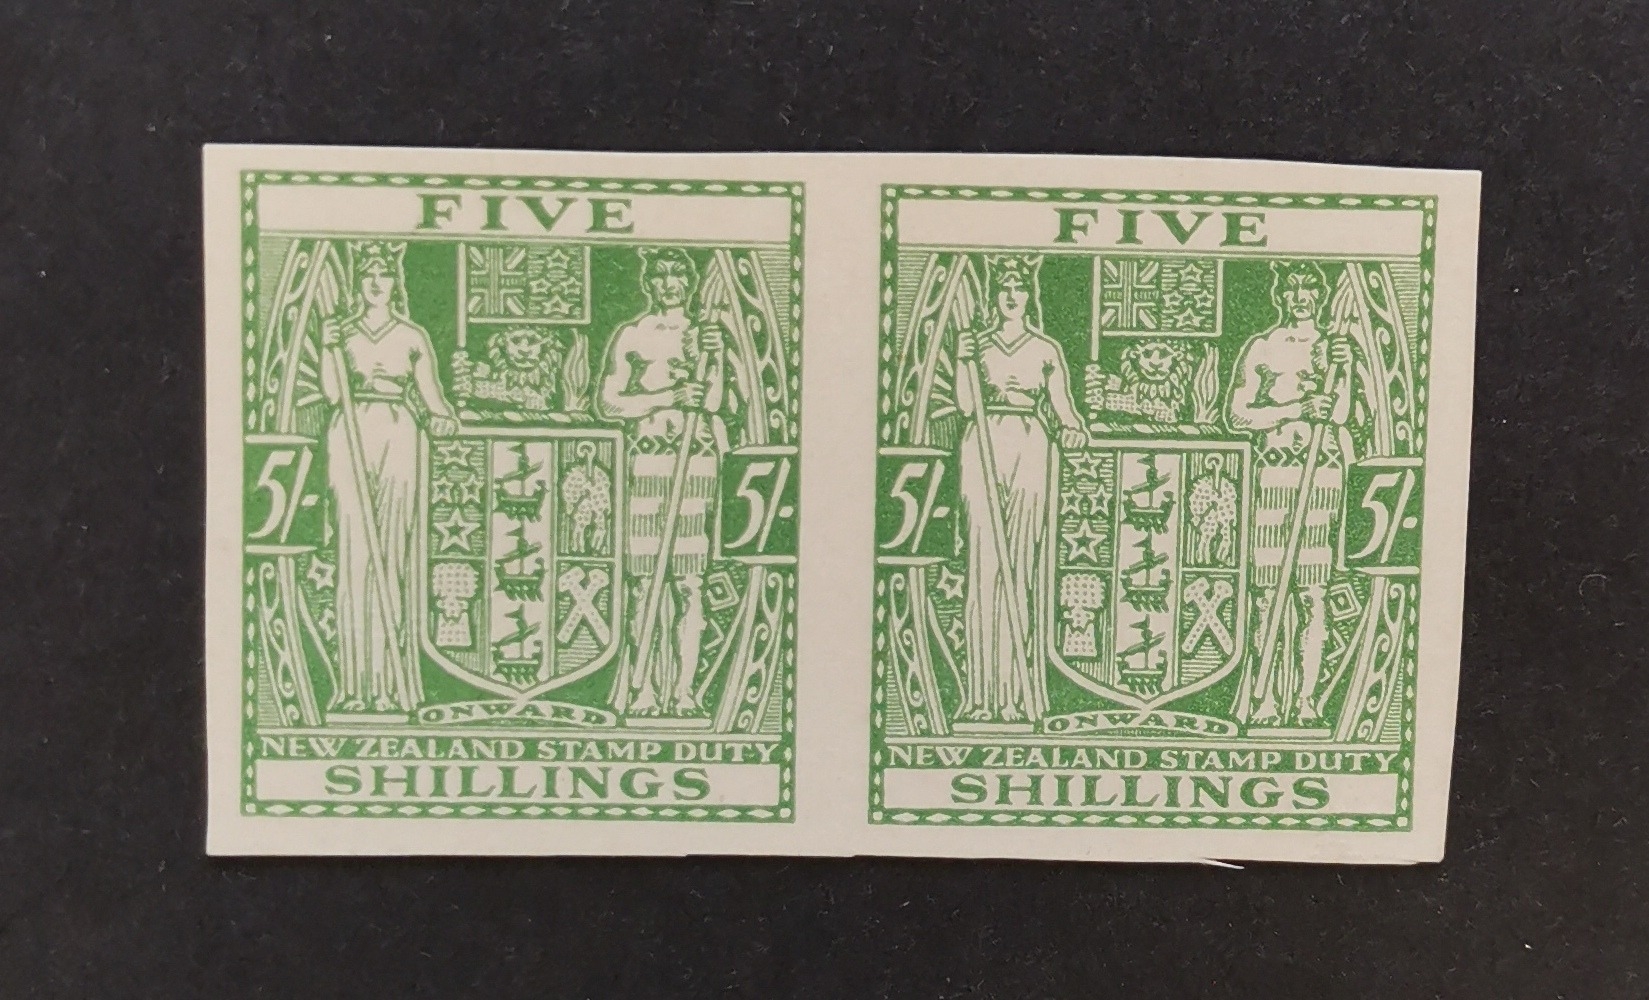 FIVE
5/- 5/-
ONWARD
NEW ZEALAND STAMP DUTY
SHILLINGS
FIVE
5/- 5/-
ONWARD
NEW ZEALAND STAMP DUTY
SHILLINGS